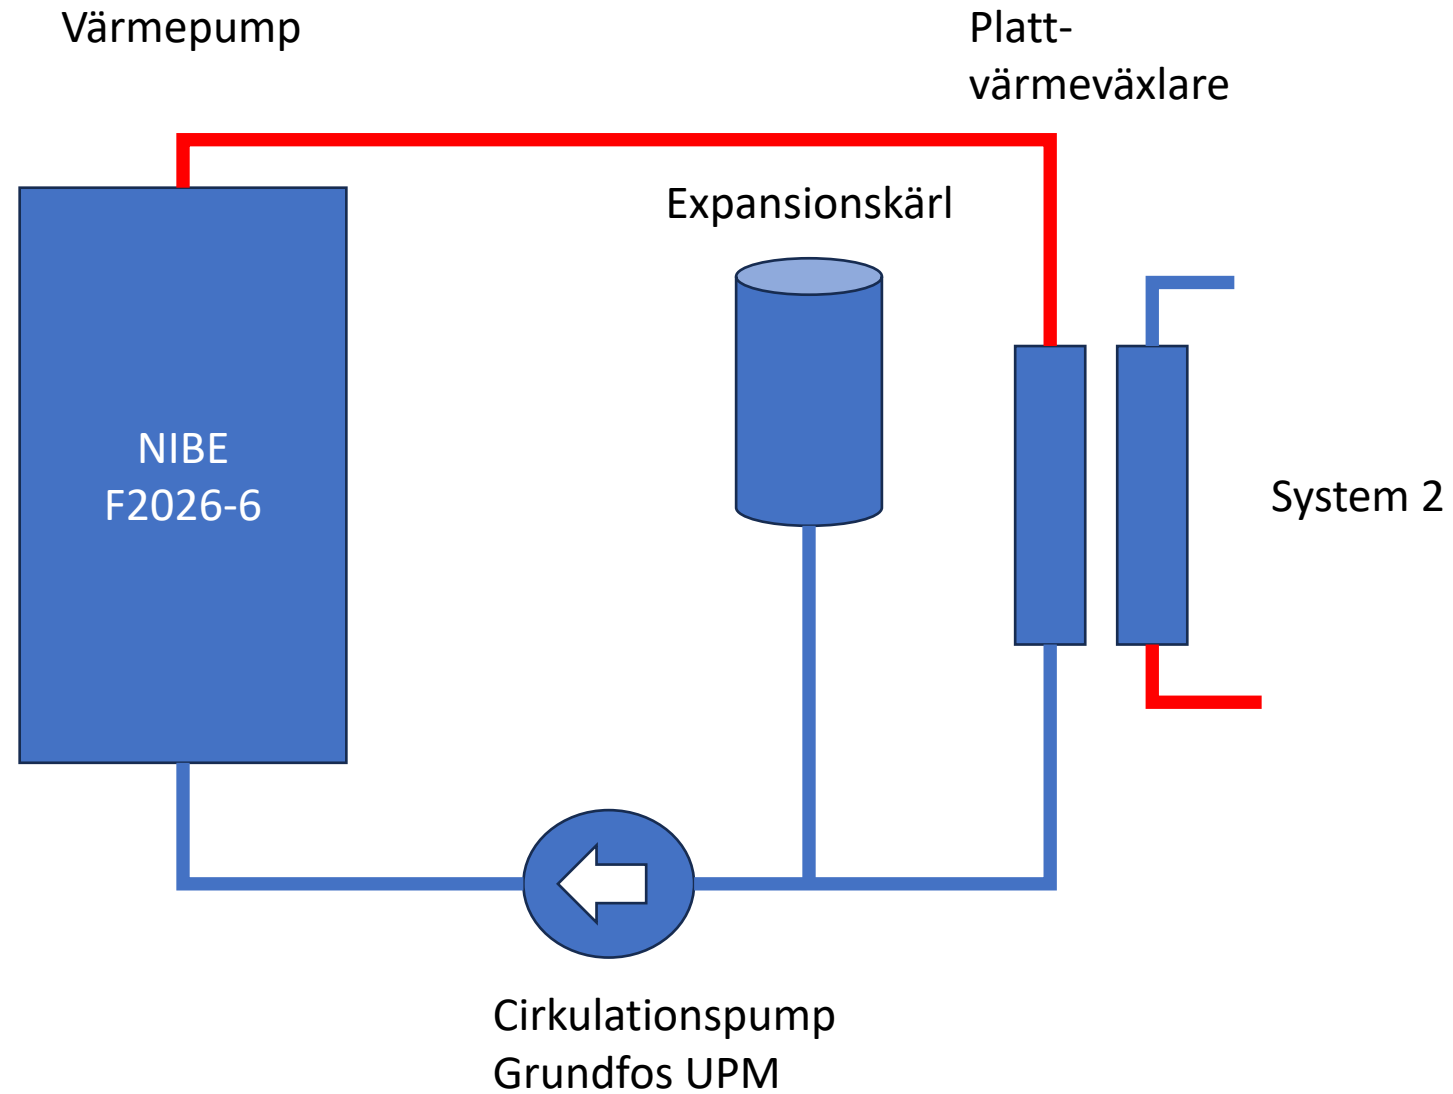 Värmepump
Platt-
värmeväxlare
Expansionskärl
NIBE
F2026-6
System 2
Cirkulationspump
Grundfos UPM